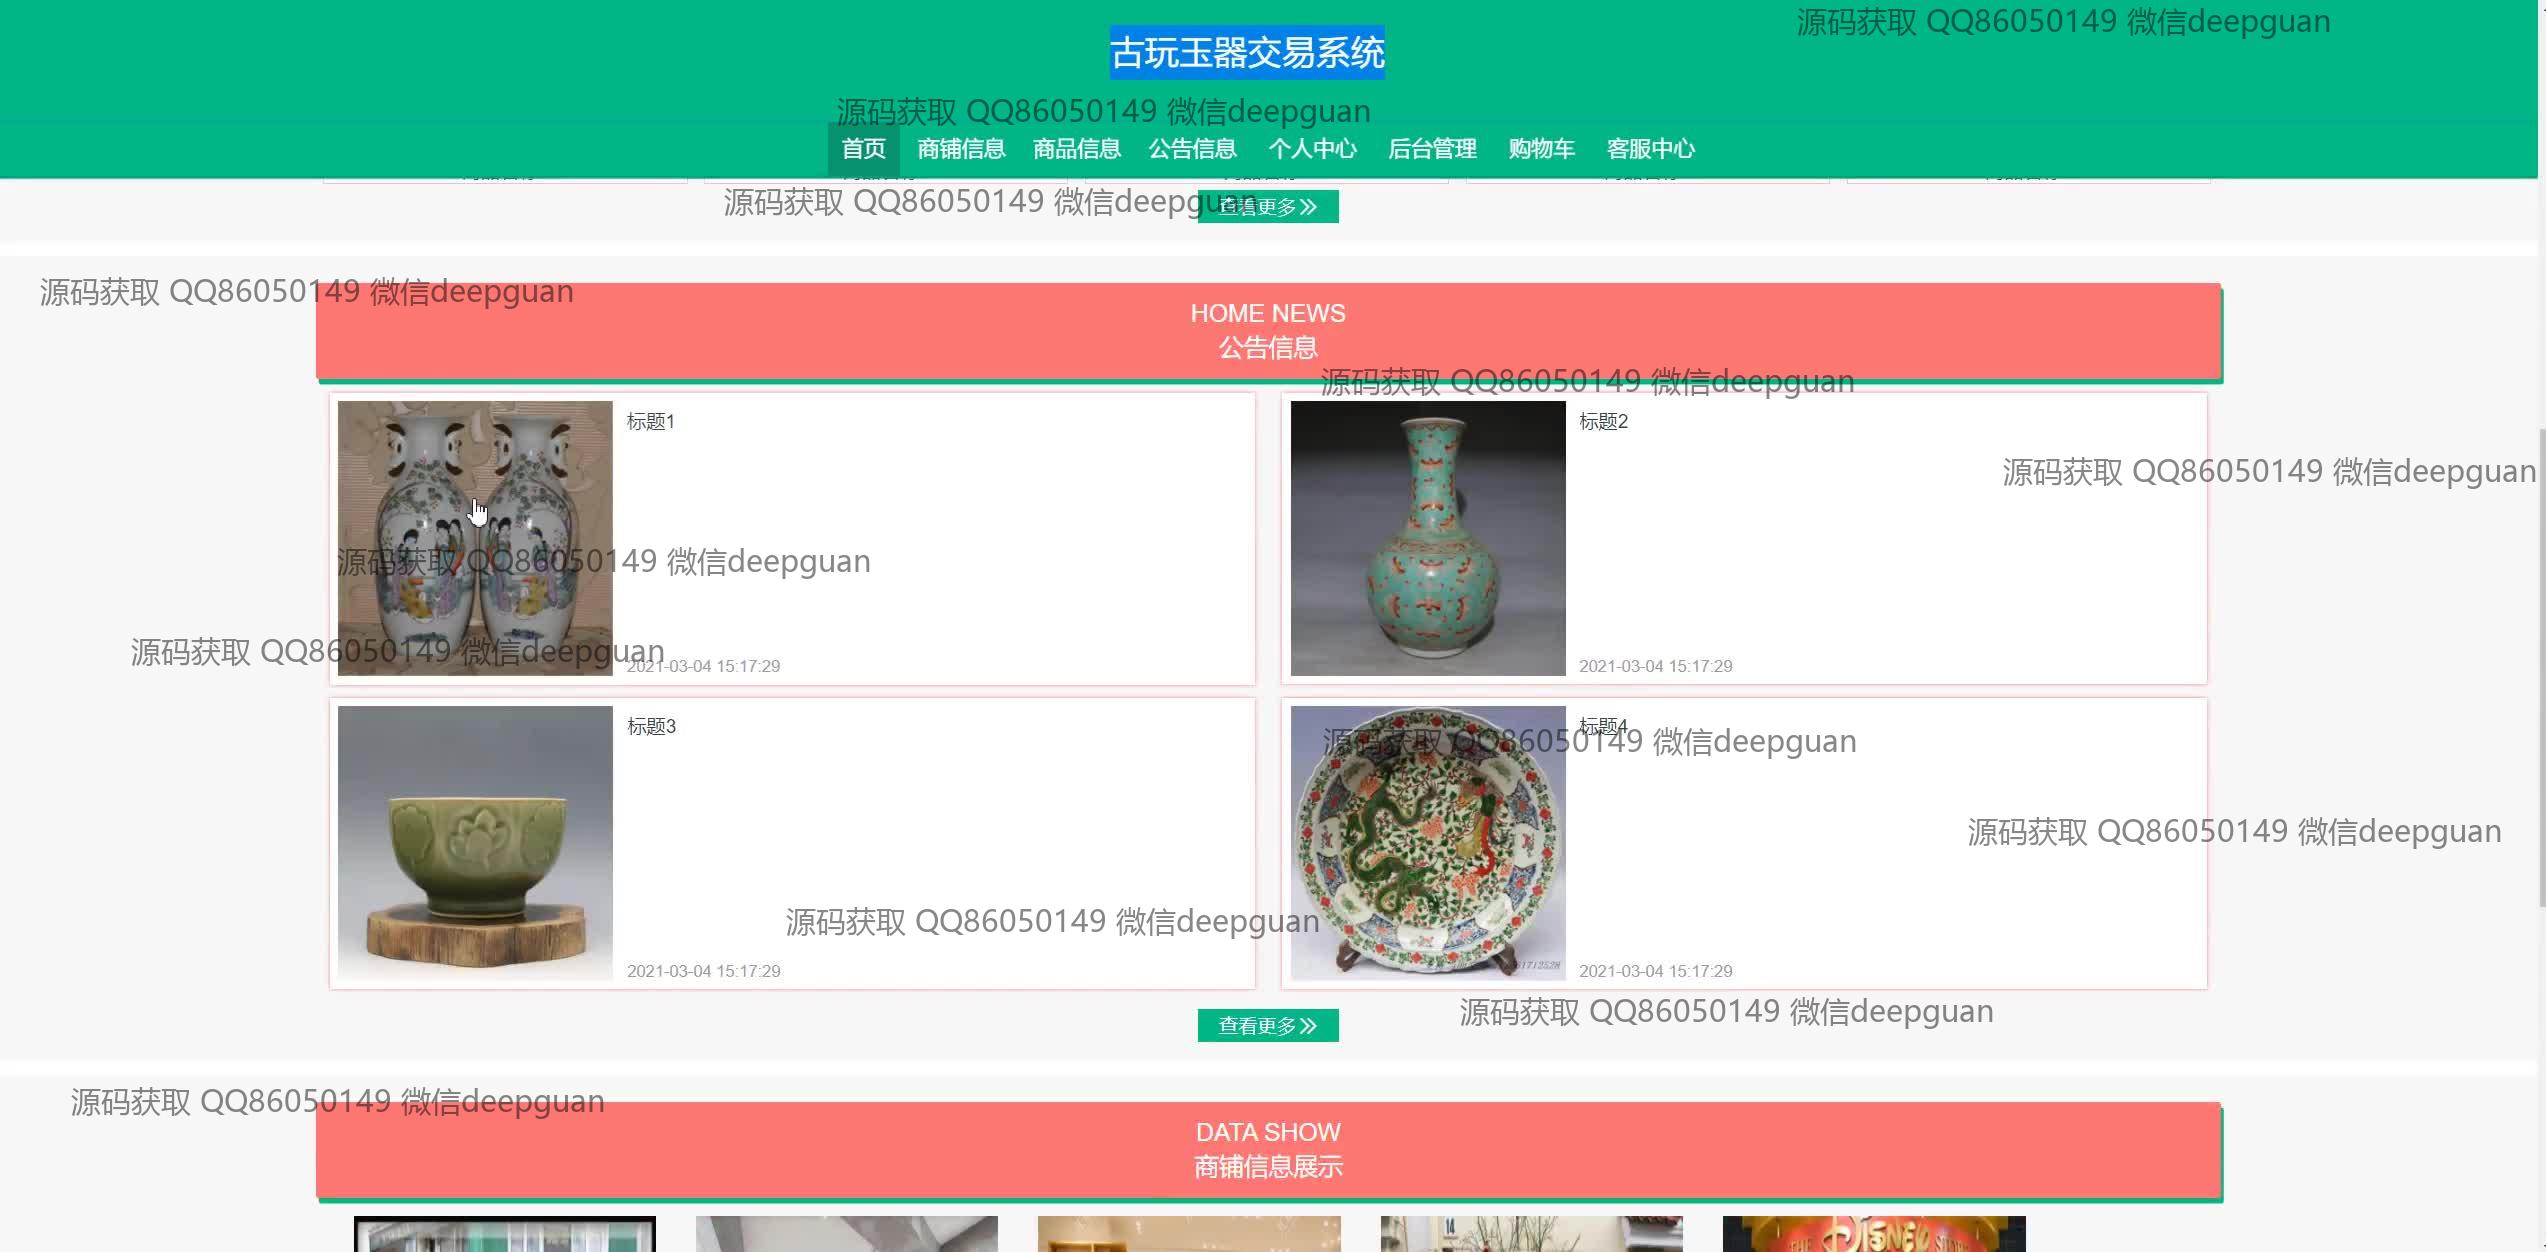 源码获取 QQ86050149 微信deepguan
古玩玉器交易系统
源码获取 QQ86050149 微信deepguan
首页 商铺信息 商品信息 公告信息 个人中心 后台管理 购物车 客服中心
源码获取 QQ86050149 微信deepguan
查看更多
源码获取 QQ86050149 微信deepguan
HOME NEWS
公告信息
源码获取 QQ86050149 微信deepguan
标题1
标题2
源码获取 QQ86050149 微信deepguan
源码获取 QQ86050149 微信deepguan
源码获取 QQ86050149 微信deepguan
2021-03-04 15:17:29
2021-03-04 15:17:29
标题3
标题4
源码获取 QQ86050149 微信deepguan
源码获取 QQ86050149 微信deepguan
源码获取 QQ86050149 微信deepguan
2021-03-04 15:17:29
2021-03-04 15:17:29
源码获取 QQ86050149 微信deepguan
查看更多
源码获取 QQ86050149 微信deepguan
DATA SHOW
商铺信息展示
14
THE DISNEY